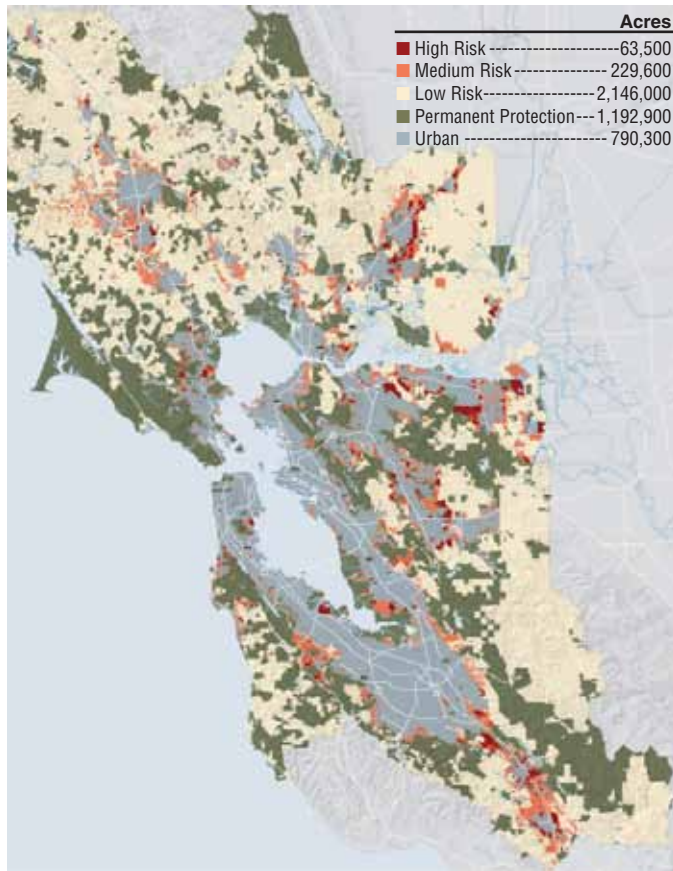 Acres
High Risk --------------------63,500
Medium Risk---------------- 229,600
Low Risk---------------------2,146,000
Permanent Protection---1,192,900
Urban ----------------------- 790,300